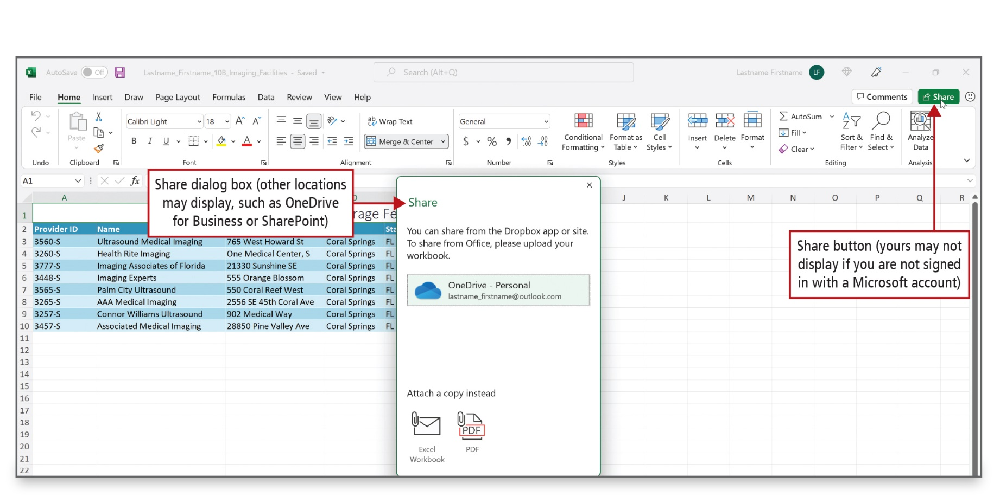 AutoSave Off Lastname_Firstname_10B_Imaging_Facilities - Saved Search (Alt+Q) Lastname Firstname LF
File Home Insert Draw Page Layout Formulas Data Review View Help Comments Share
Calibri Light 18 A A Wrap Text General AutoSum
Paste B I U A Merge & Center $ % Conditional Formatting Format as Table Cell Styles Insert Delete Format Fill Clear Sort & Filter Find & Select Analyze Data
Undo Clipboard Font Alignment Number Styles Cells Editing Analysis
A1 fx
Share dialog box (other locations
may display, such as OneDrive
for Business or SharePoint)
A D J K L M N O P Q R
1 rage Fe
2 Provider ID Name Sta
3 3560-S Ultrasound Medical Imaging 765 West Howard St Coral Springs FL
4 3260-S Health Rite Imaging One Medical Center, S Coral Springs FL
5 3777-S Imaging Associates of Florida 21330 Sunshine SE Coral Springs FL
6 3448-S Imaging Experts 555 Orange Blossom Coral Springs FL
7 3565-S Palm City Ultrasound 550 Coral Reef West Coral Springs FL
8 3265-S AAA Medical Imaging 2556 SE 45th Coral Ave Coral Springs FL
9 3257-S Connor Williams Ultrasound 902 Medical Way Coral Springs FL
10 3457-S Associated Medical Imaging 28850 Pine Valley Ave Coral Springs FL
11
12
13
14
15
16
17
18
19
20
21
22
Share
You can share from the Dropbox app or site.
To share from Office, please upload your
workbook.
OneDrive - Personal
lastname_firstname@outlook.com
Attach a copy instead
PDF
Excel PDF
Workbook
Share button (yours may not
display if you are not signed
in with a Microsoft account)